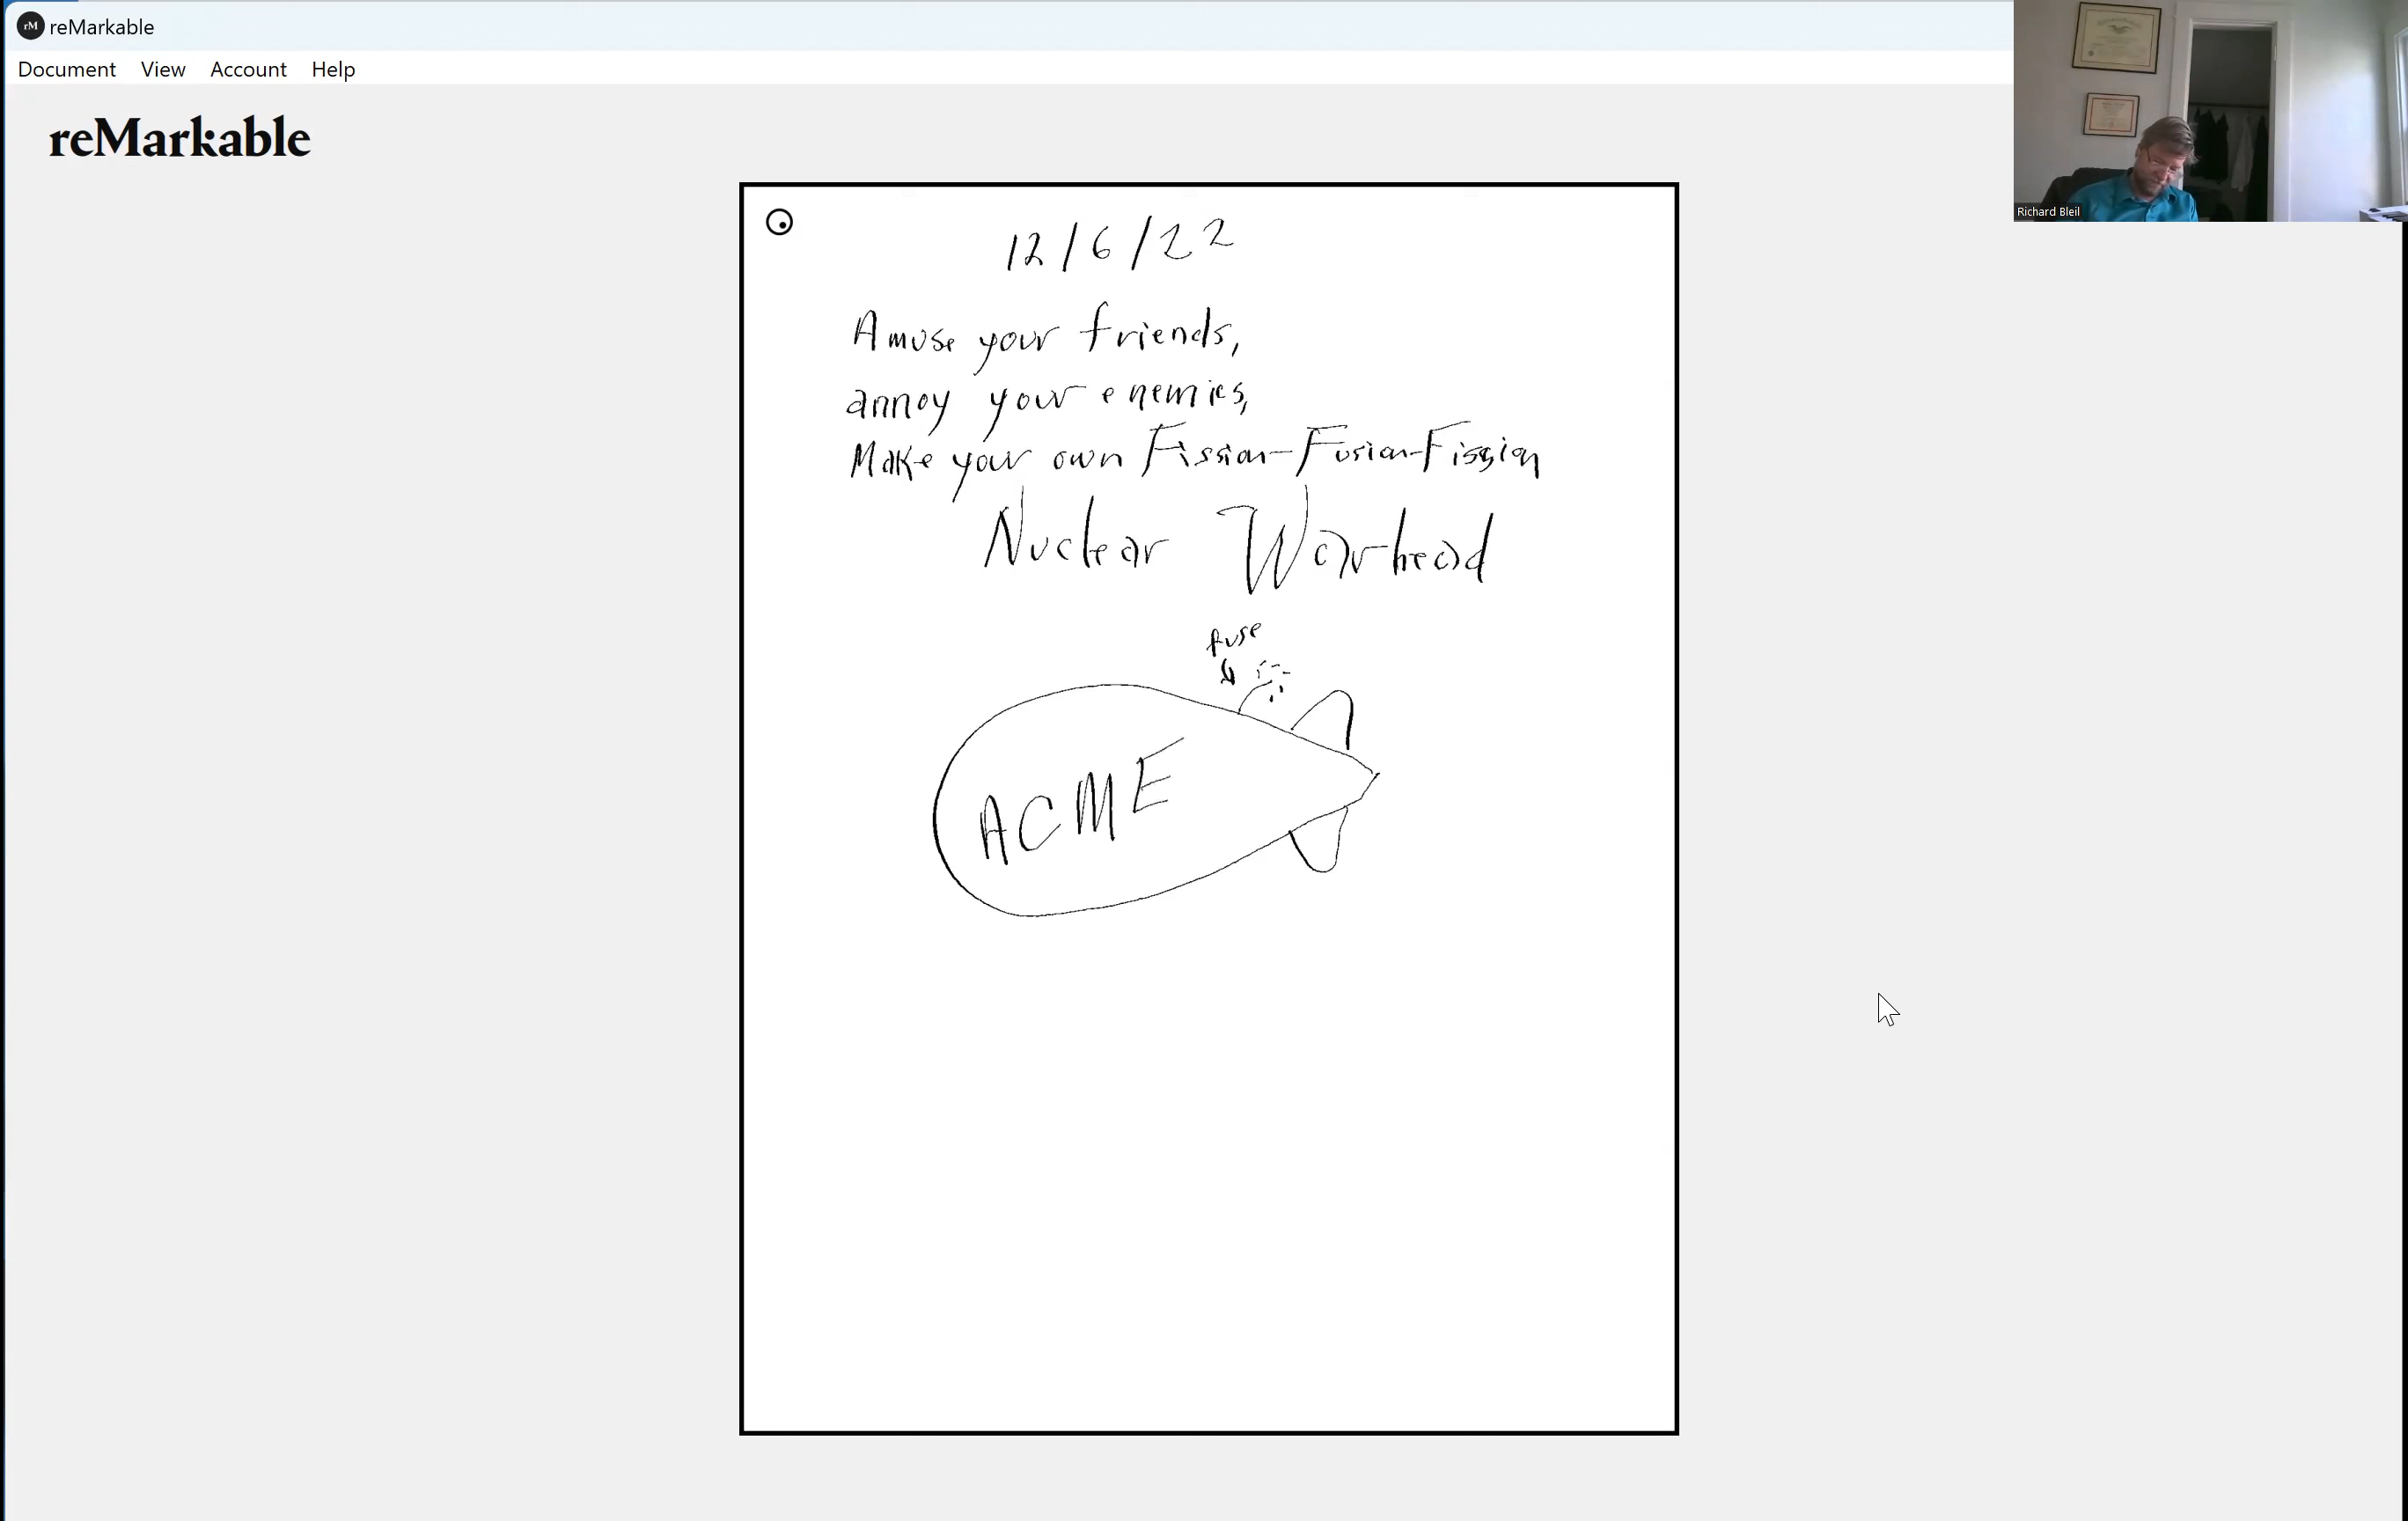 rM reMarkable
Document View Account Help
reMarkable
Richard Bleil
12/6/22
Amuse your friends,
annoy your enemies,
Make your own Fission-Fusion-Fission
Nuclear Warhead
fuse
ACME